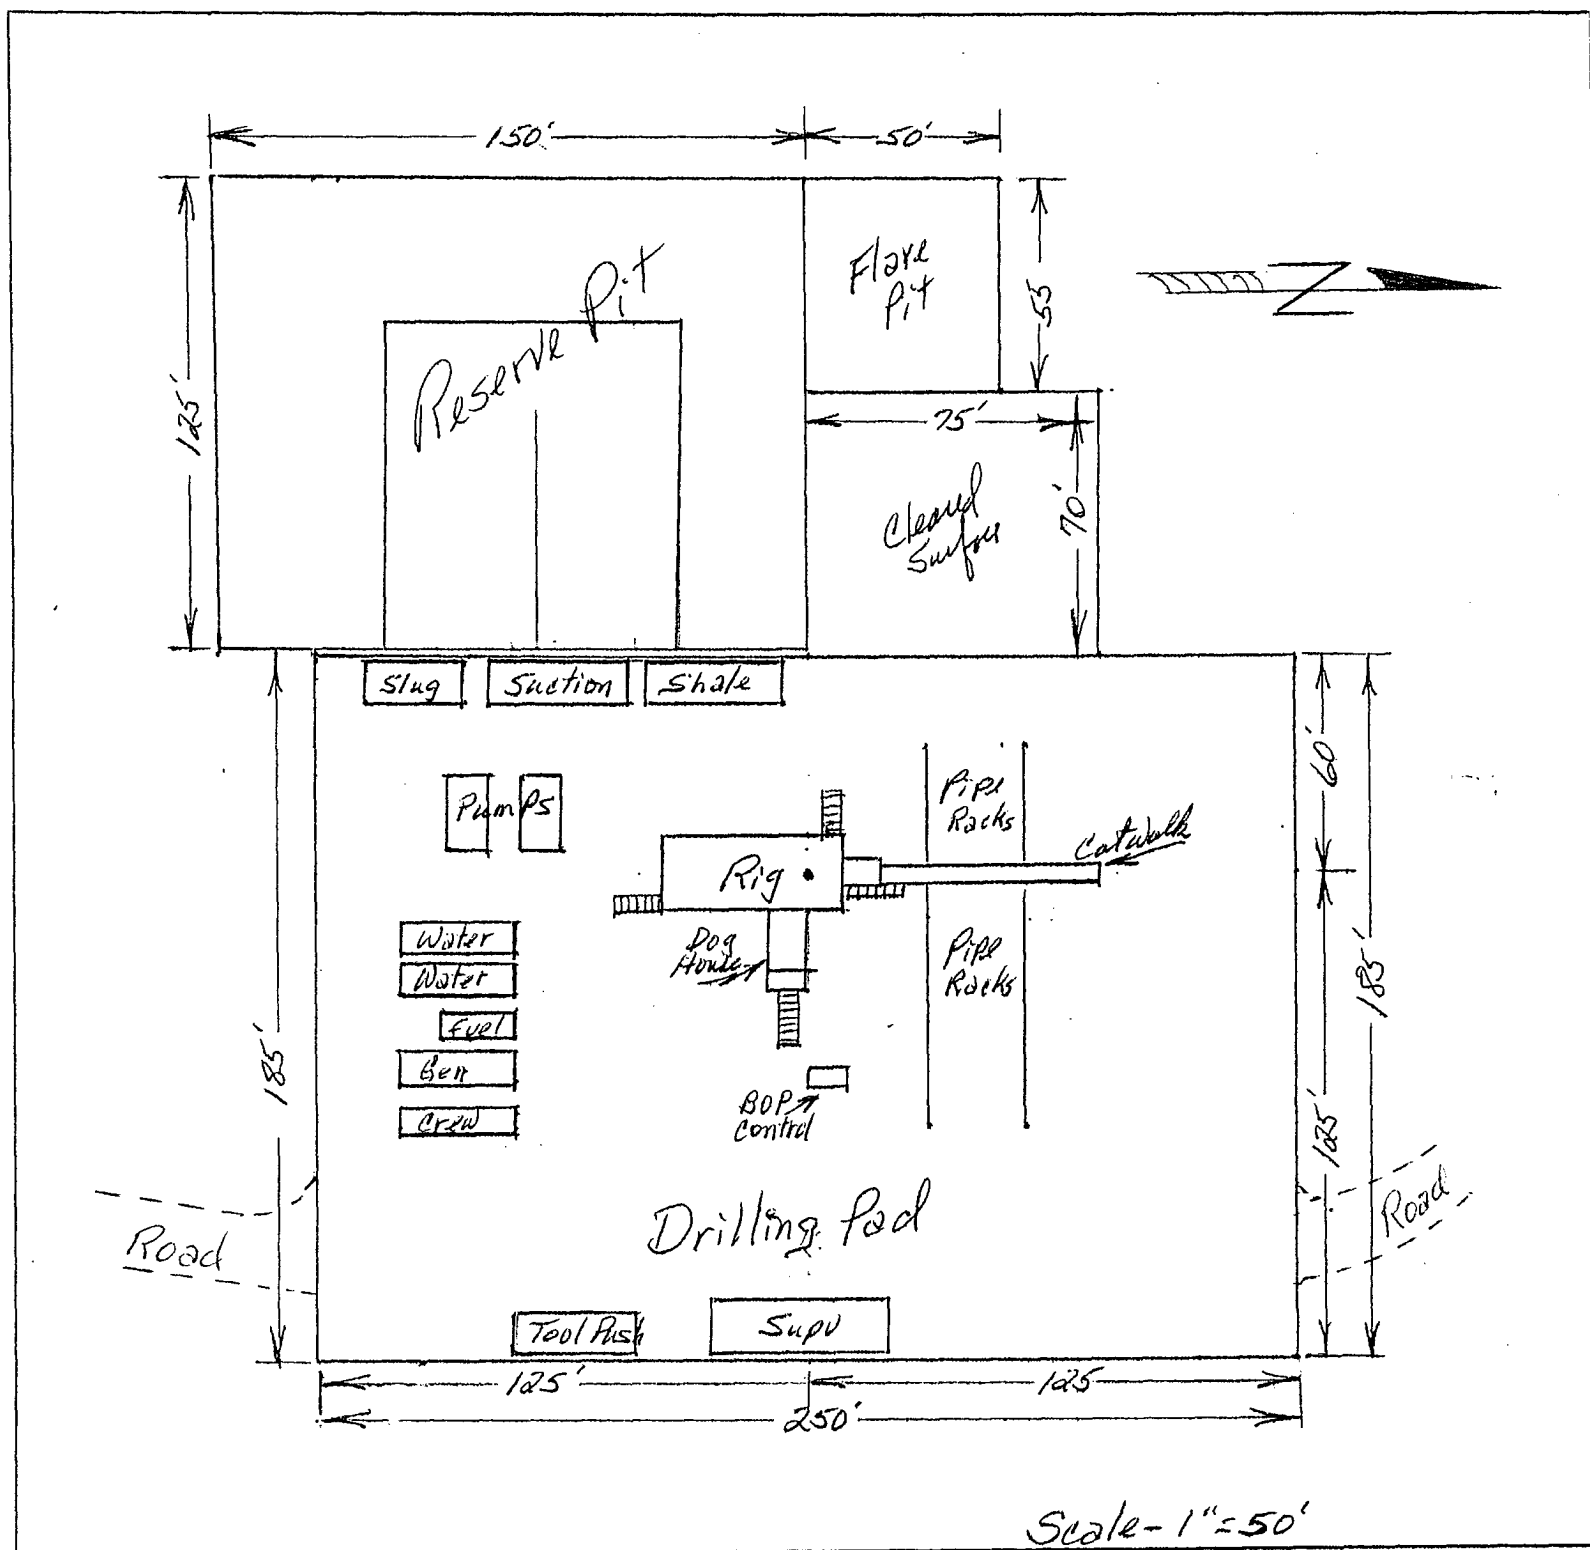 150'
50'
Flare
Pit
55'
Z
Reserve Pit
125'
75'
70'
Cleared
Surface
Slug
Suction
Shale
60'
Pumps
Pipe
Racks
Catwalk
Rig
Water
Water
Dog
House
Pipe
Racks
185'
Fuel
Gen
185'
BOP
Control
Crew
125'
Road
Road
Drilling Pad
Tool Push
Supv
125'
125
250'
Scale - 1" = 50'